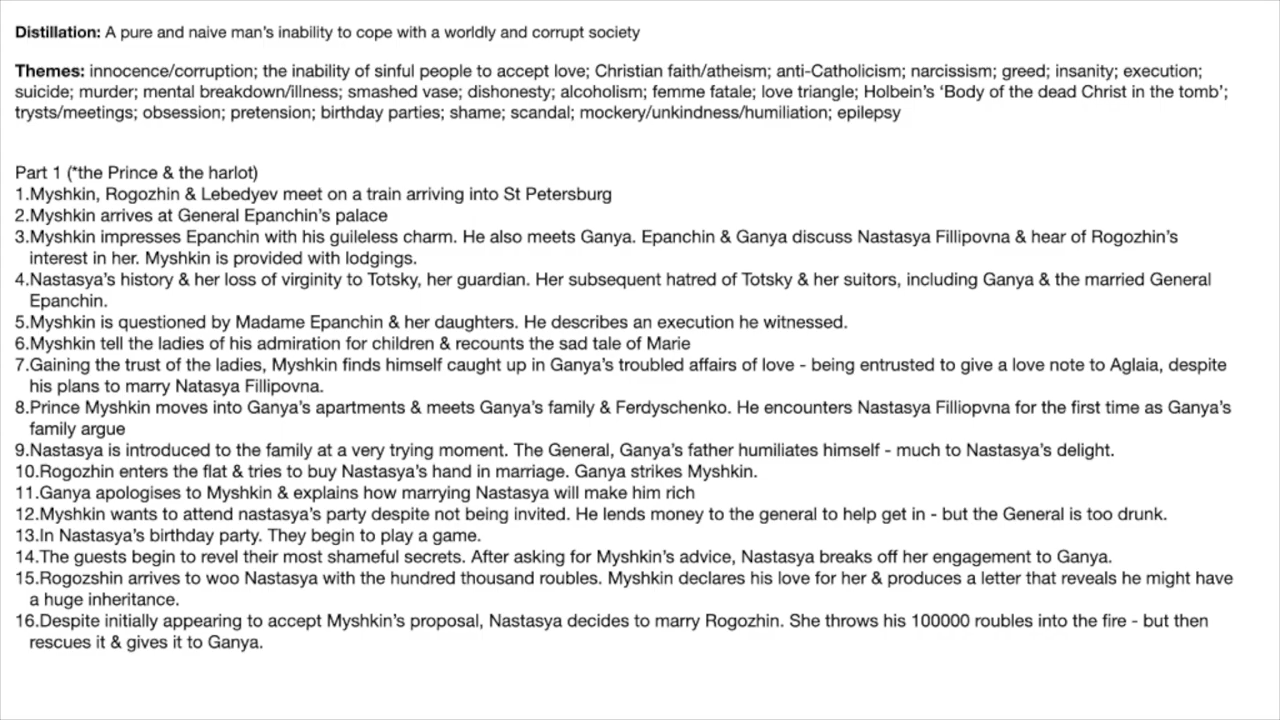 Distillation: A pure and naive man's inability to cope with a worldly and corrupt society
Themes: innocence/corruption; the inability of sinful people to accept love; Christian faith/atheism; anti-Catholicism; narcissism; greed; insanity; execution;
suicide; murder; mental breakdown/illness; smashed vase; dishonesty; alcoholism; femme fatale; love triangle; Holbein's ‘Body of the dead Christ in the tomb’;
trysts/meetings; obsession; pretension; birthday parties; shame; scandal; mockery/unkindness/humiliation; epilepsy
Part 1 (*the Prince & the harlot)
1.Myshkin, Rogozhin & Lebedyev meet on a train arriving into St Petersburg
2.Myshkin arrives at General Epanchin's palace
3.Myshkin impresses Epanchin with his guileless charm. He also meets Ganya. Epanchin & Ganya discuss Nastasya Fillipovna & hear of Rogozhin's
interest in her. Myshkin is provided with lodgings.
4.Nastasya's history & her loss of virginity to Totsky, her guardian. Her subsequent hatred of Totsky & her suitors, including Ganya & the married General
Epanchin.
5.Myshkin is questioned by Madame Epanchin & her daughters. He describes an execution he witnessed.
6.Myshkin tell the ladies of his admiration for children & recounts the sad tale of Marie
7.Gaining the trust of the ladies, Myshkin finds himself caught up in Ganya's troubled affairs of love - being entrusted to give a love note to Aglaia, despite
his plans to marry Natasya Fillipovna.
8.Prince Myshkin moves into Ganya's apartments & meets Ganya's family & Ferdyschenko. He encounters Nastasya Filliopvna for the first time as Ganya's
family argue
9.Nastasya is introduced to the family at a very trying moment. The General, Ganya's father humiliates himself - much to Nastasya's delight.
10.Rogozhin enters the flat & tries to buy Nastasya's hand in marriage. Ganya strikes Myshkin.
11.Ganya apologises to Myshkin & explains how marrying Nastasya will make him rich
12.Myshkin wants to attend nastasya's party despite not being invited. He lends money to the general to help get in - but the General is too drunk.
13.In Nastasya's birthday party. They begin to play a game.
14.The guests begin to revel their most shameful secrets. After asking for Myshkin's advice, Nastasya breaks off her engagement to Ganya.
15.Rogozshin arrives to woo Nastasya with the hundred thousand roubles. Myshkin declares his love for her & produces a letter that reveals he might have
a huge inheritance.
16.Despite initially appearing to accept Myshkin's proposal, Nastasya decides to marry Rogozhin. She throws his 100000 roubles into the fire - but then
rescues it & gives it to Ganya.